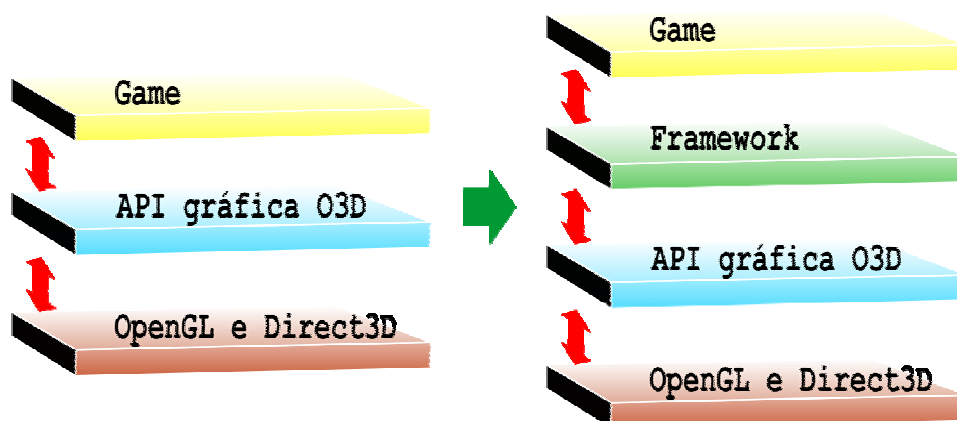 Game
API gráfica O3D
OpenGL e Direct3D
Game
Framework
API gráfica O3D
OpenGL e Direct3D